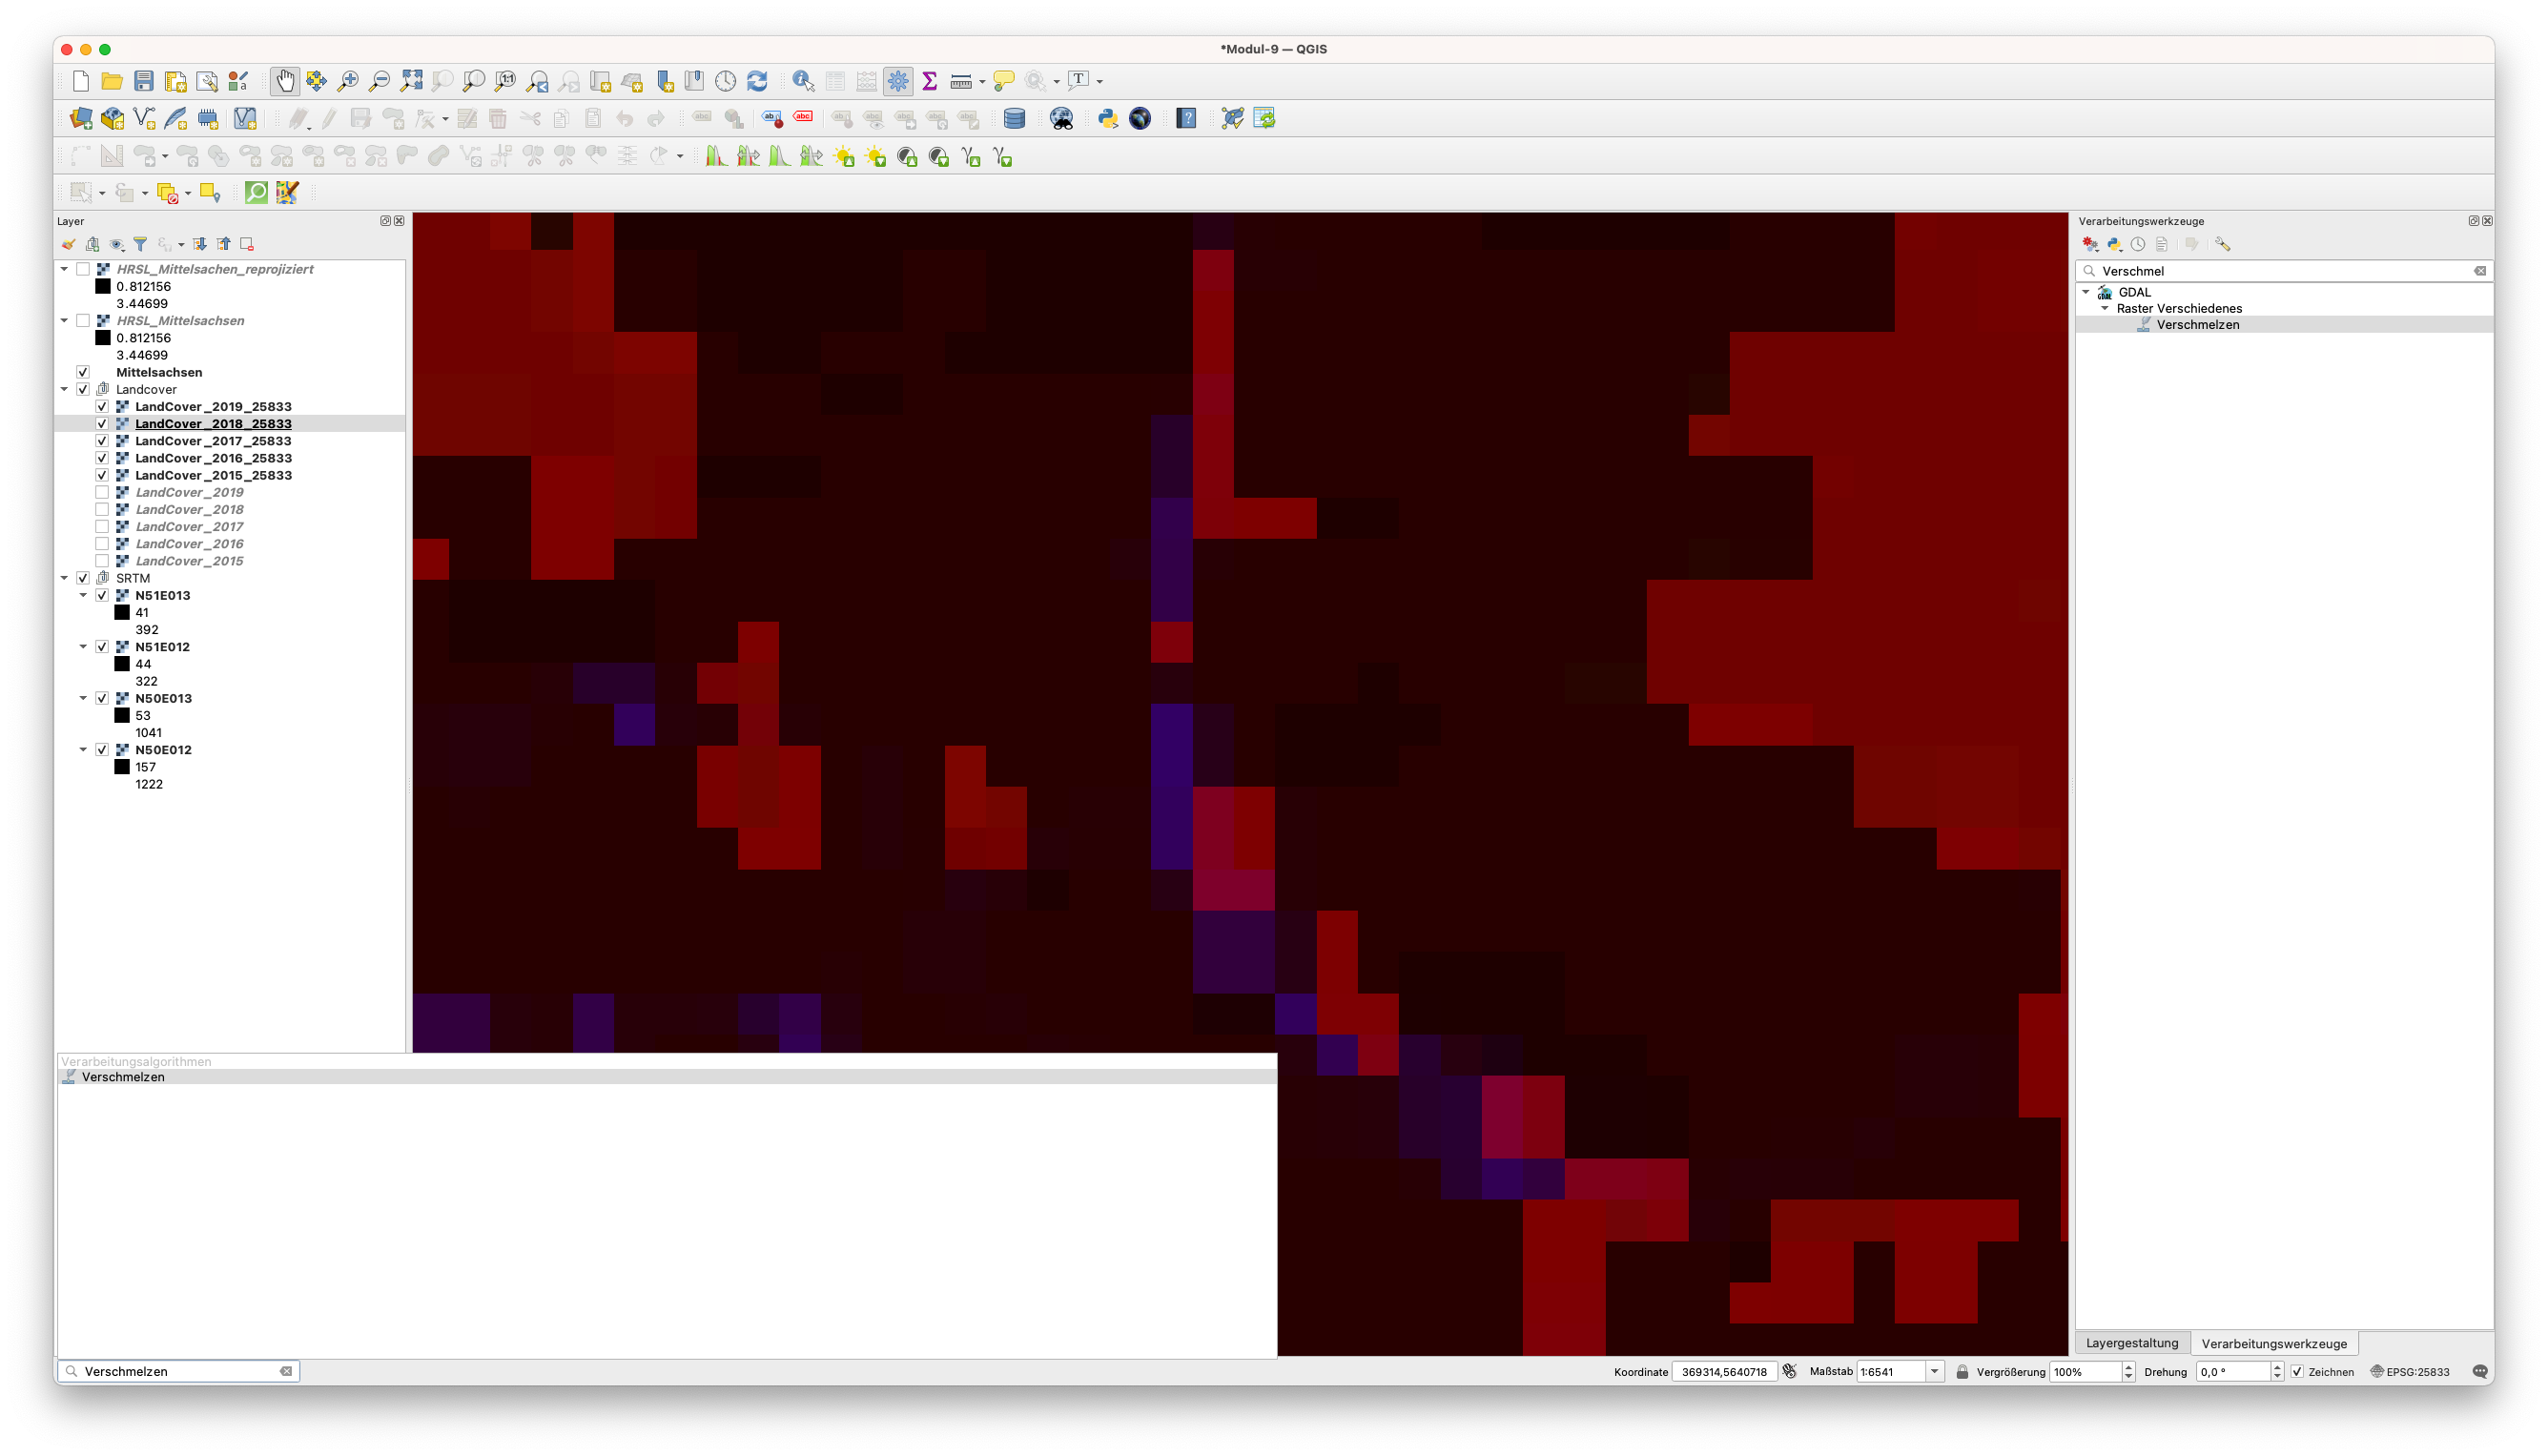 *Modul-9 — QGIS
Layer
HRSL_Mittelsachen_reprojiziert
0.812156
3.44699
HRSL_Mittelsachsen
0.812156
3.44699
Mittelsachsen
Landcover
LandCover_2019_25833
LandCover_2018_25833
LandCover_2017_25833
LandCover_2016_25833
LandCover_2015_25833
LandCover_2019
LandCover_2018
LandCover_2017
LandCover_2016
LandCover_2015
SRTM
N51E013
41
392
N51E012
44
322
N50E013
53
1041
N50E012
157
1222
Verarbeitungsalgorithmen
Verschmelzen
Verschmelzen
Verarbeitungswerkzeuge
Verschmel
GDAL
Raster Verschiedenes
Verschmelzen
Layergestaltung
Verarbeitungswerkzeuge
Koordinate 369314,5640718 Maßstab 1:6541 Vergrößerung 100% Drehung 0,0 ° Zeichnen EPSG:25833